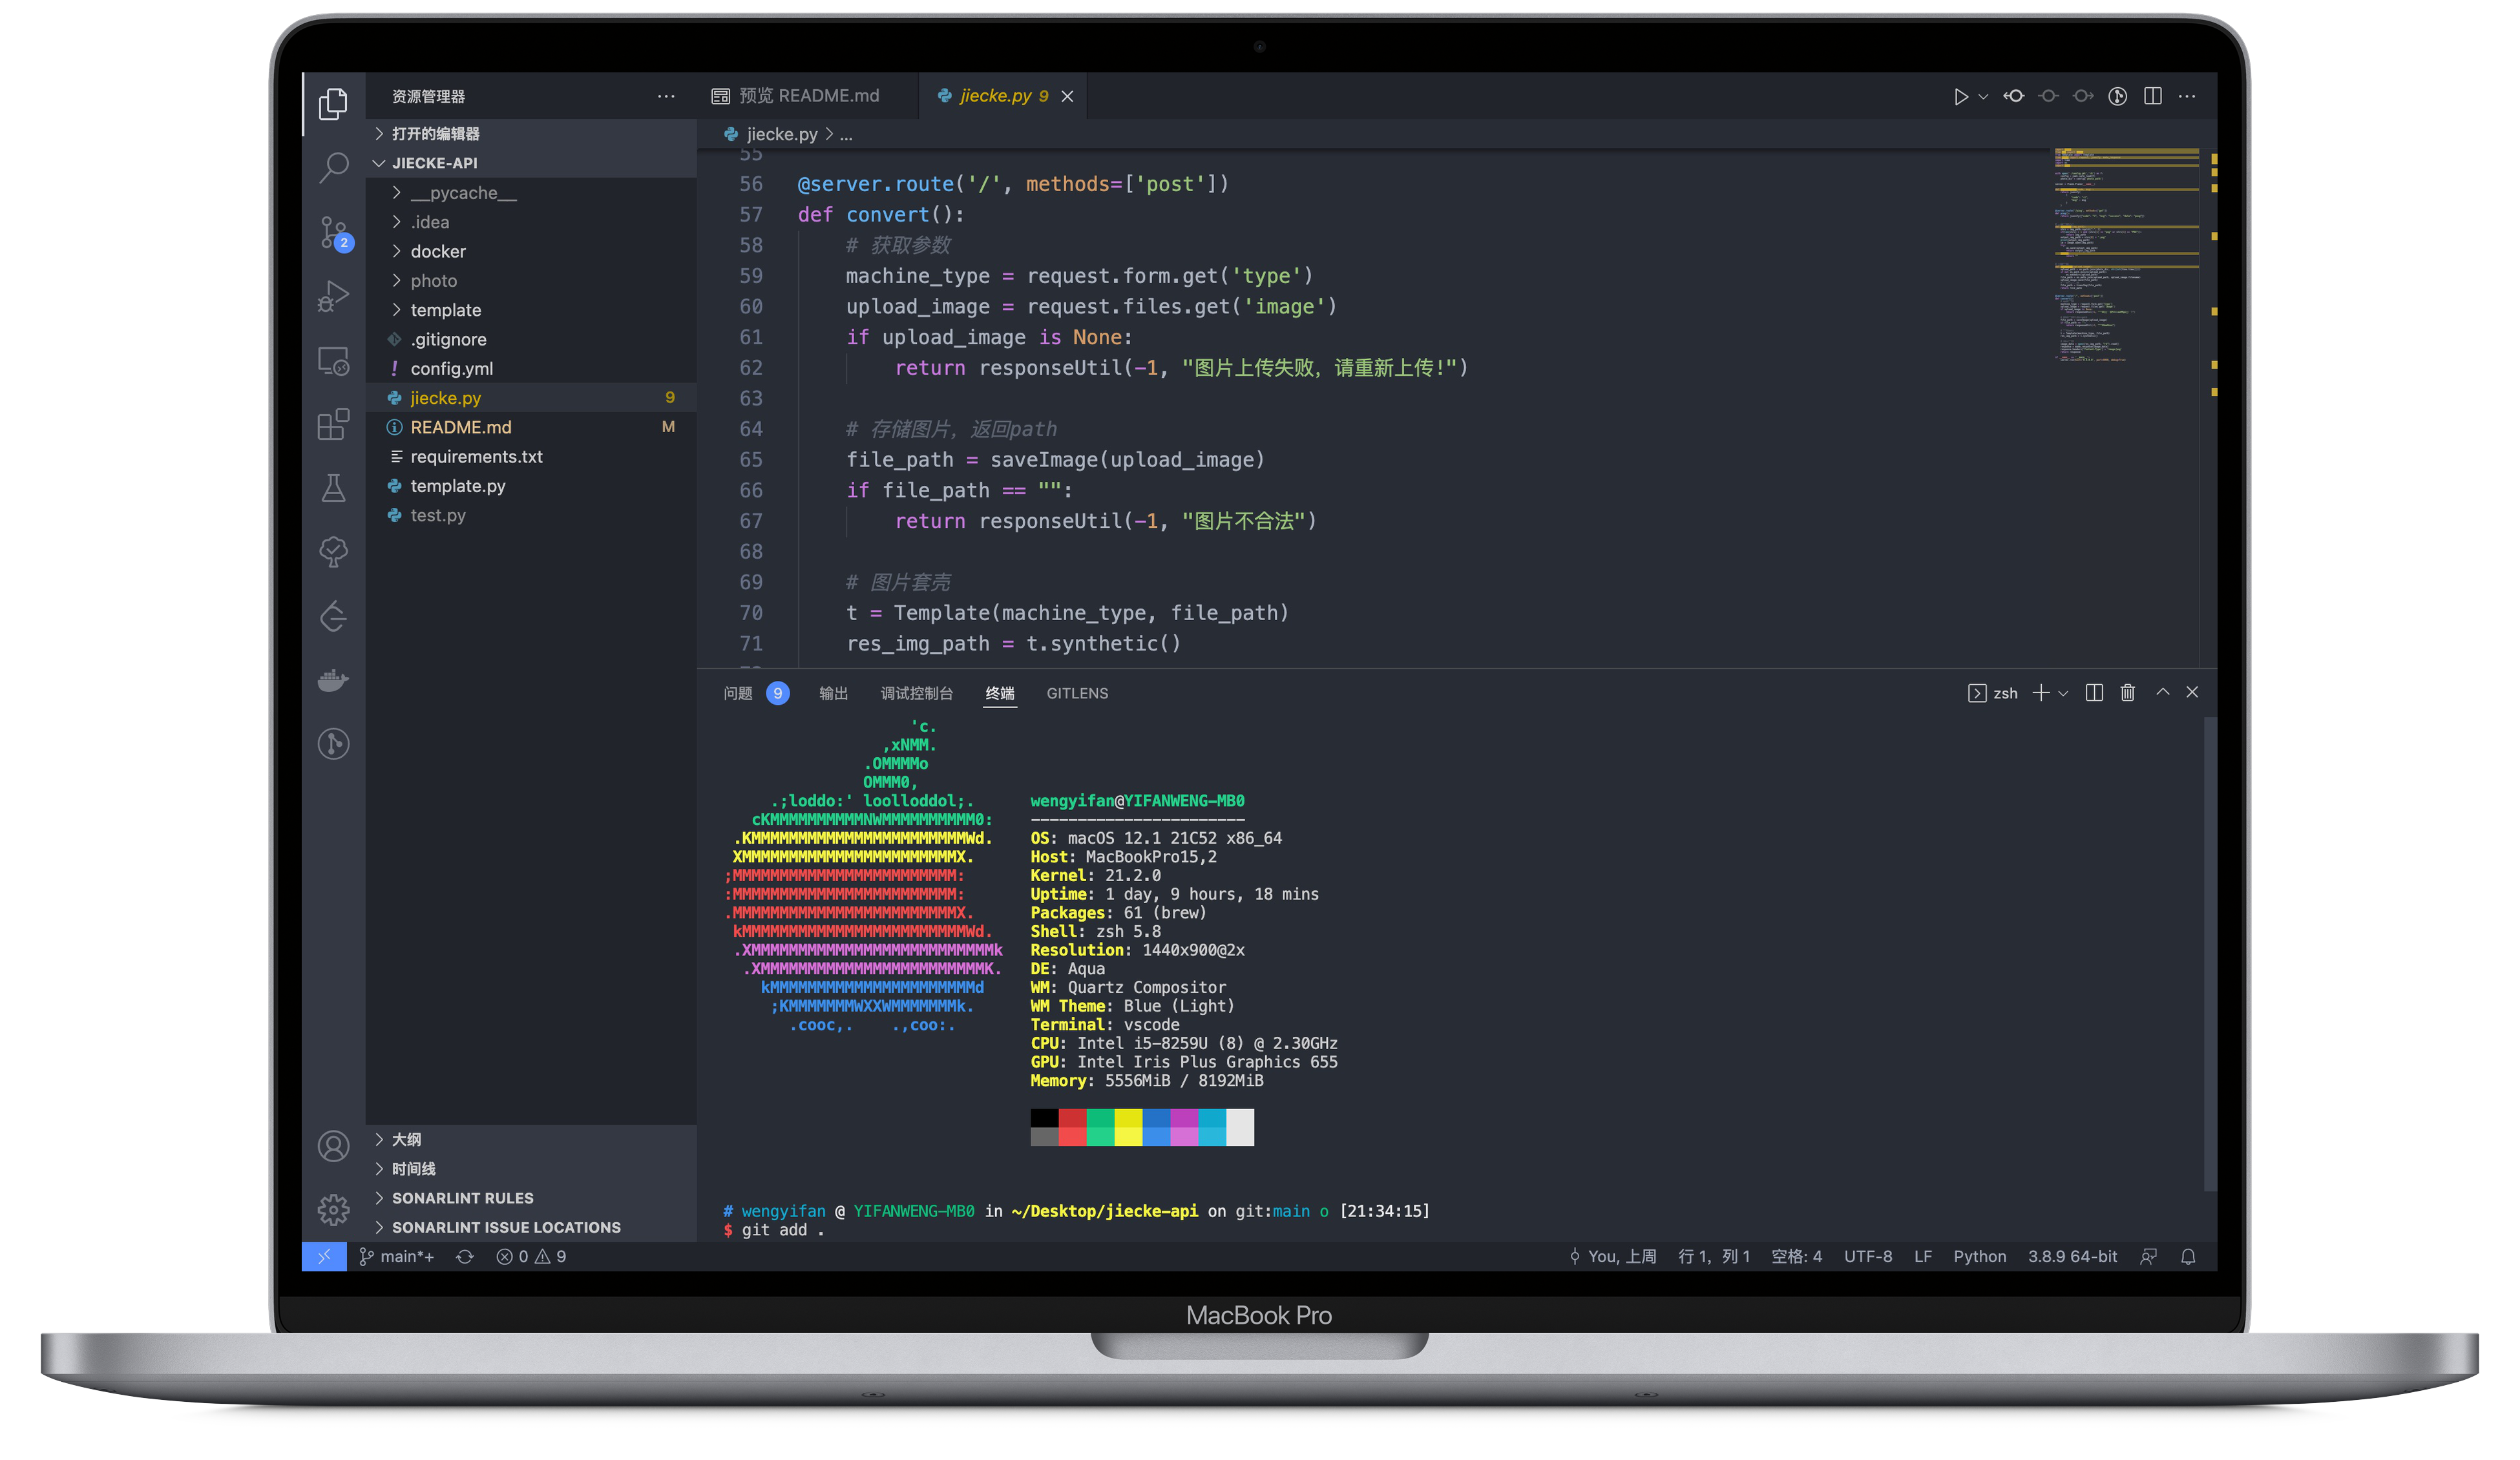 资源管理器
预览 README.md
jiecke.py 9
打开的编辑器
JIECKE-API
__pycache__
.idea
docker
photo
template
.gitignore
config.yml
jiecke.py 9
README.md M
requirements.txt
template.py
test.py
2
大纲
时间线
SONARLINT RULES
SONARLINT ISSUE LOCATIONS
jiecke.py > ...
55
56 @server.route('/', methods=['post'])
57 def convert():
58 # 获取参数
59 machine_type = request.form.get('type')
60 upload_image = request.files.get('image')
61 if upload_image is None:
62 return responseUtil(-1, "图片上传失败，请重新上传!")
63
64 # 存储图片，返回path
65 file_path = saveImage(upload_image)
66 if file_path == "":
67 return responseUtil(-1, "图片不合法")
68
69 # 图片套壳
70 t = Template(machine_type, file_path)
71 res_img_path = t.synthetic()
问题 9 输出 调试控制台 终端 GITLENS
zsh
'c.
,xNMM.
.OMMMMo
OMMM0,
.;loddo:' loolloddol;.
cKMMMMMMMMMMNWMMMMMMMMMM0:
.KMMMMMMMMMMMMMMMMMMMMMMMWd.
XMMMMMMMMMMMMMMMMMMMMMMMX.
;MMMMMMMMMMMMMMMMMMMMMMMM:
:MMMMMMMMMMMMMMMMMMMMMMMM:
.MMMMMMMMMMMMMMMMMMMMMMMMX.
kMMMMMMMMMMMMMMMMMMMMMMMMWd.
.XMMMMMMMMMMMMMMMMMMMMMMMMMMk
.XMMMMMMMMMMMMMMMMMMMMMMMMK.
kMMMMMMMMMMMMMMMMMMMMMMd
;KMMMMMMMWXXWMMMMMMMk.
.cooc,. .,coo:.
wengyifan@YIFANWENG-MB0
-----------------------
OS: macOS 12.1 21C52 x86_64
Host: MacBookPro15,2
Kernel: 21.2.0
Uptime: 1 day, 9 hours, 18 mins
Packages: 61 (brew)
Shell: zsh 5.8
Resolution: 1440x900@2x
DE: Aqua
WM: Quartz Compositor
WM Theme: Blue (Light)
Terminal: vscode
CPU: Intel i5-8259U (8) @ 2.30GHz
GPU: Intel Iris Plus Graphics 655
Memory: 5556MiB / 8192MiB
# wengyifan @ YIFANWENG-MB0 in ~/Desktop/jiecke-api on git:main o [21:34:15]
$ git add .
main*+ 0 9
You, 上周 行 1，列 1 空格: 4 UTF-8 LF Python 3.8.9 64-bit
MacBook Pro